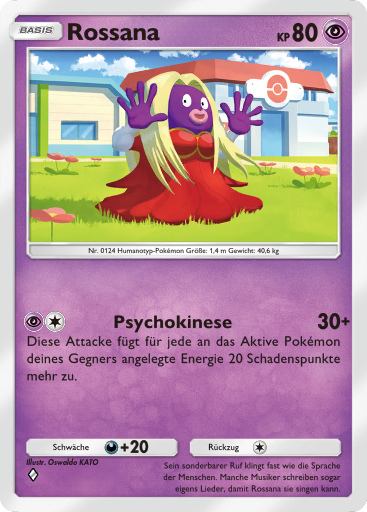 BASIS Rossana KP 80
Nr. 0124 Humanotyp-Pokémon Größe: 1,4 m Gewicht: 40,6 kg
Psychokinese 30+
Diese Attacke fügt für jede an das Aktive Pokémon
deines Gegners angelegte Energie 20 Schadenspunkte
mehr zu.
Schwäche +20 Rückzug
Illustr. Oswaldo KATO
Sein sonderbarer Ruf klingt fast wie die Sprache
der Menschen. Manche Musiker schreiben sogar
eigens Lieder, damit Rossana sie singen kann.